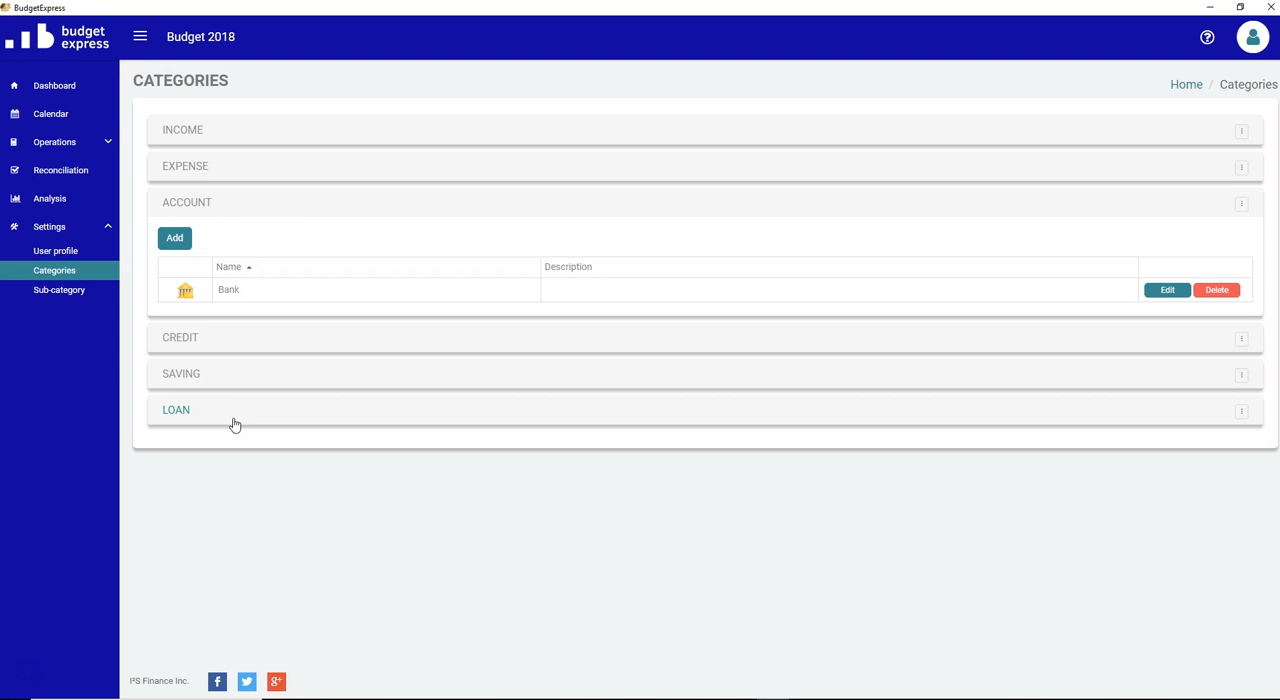 BudgetExpress
budget
express
Budget 2018
Dashboard
Calendar
Operations
Reconciliation
Analysis
Settings
User profile
Categories
Sub-category
CATEGORIES
Home / Categories
INCOME
EXPENSE
ACCOUNT
Add
Name Description
Bank Edit Delete
CREDIT
SAVING
LOAN
I²S Finance Inc. f g+